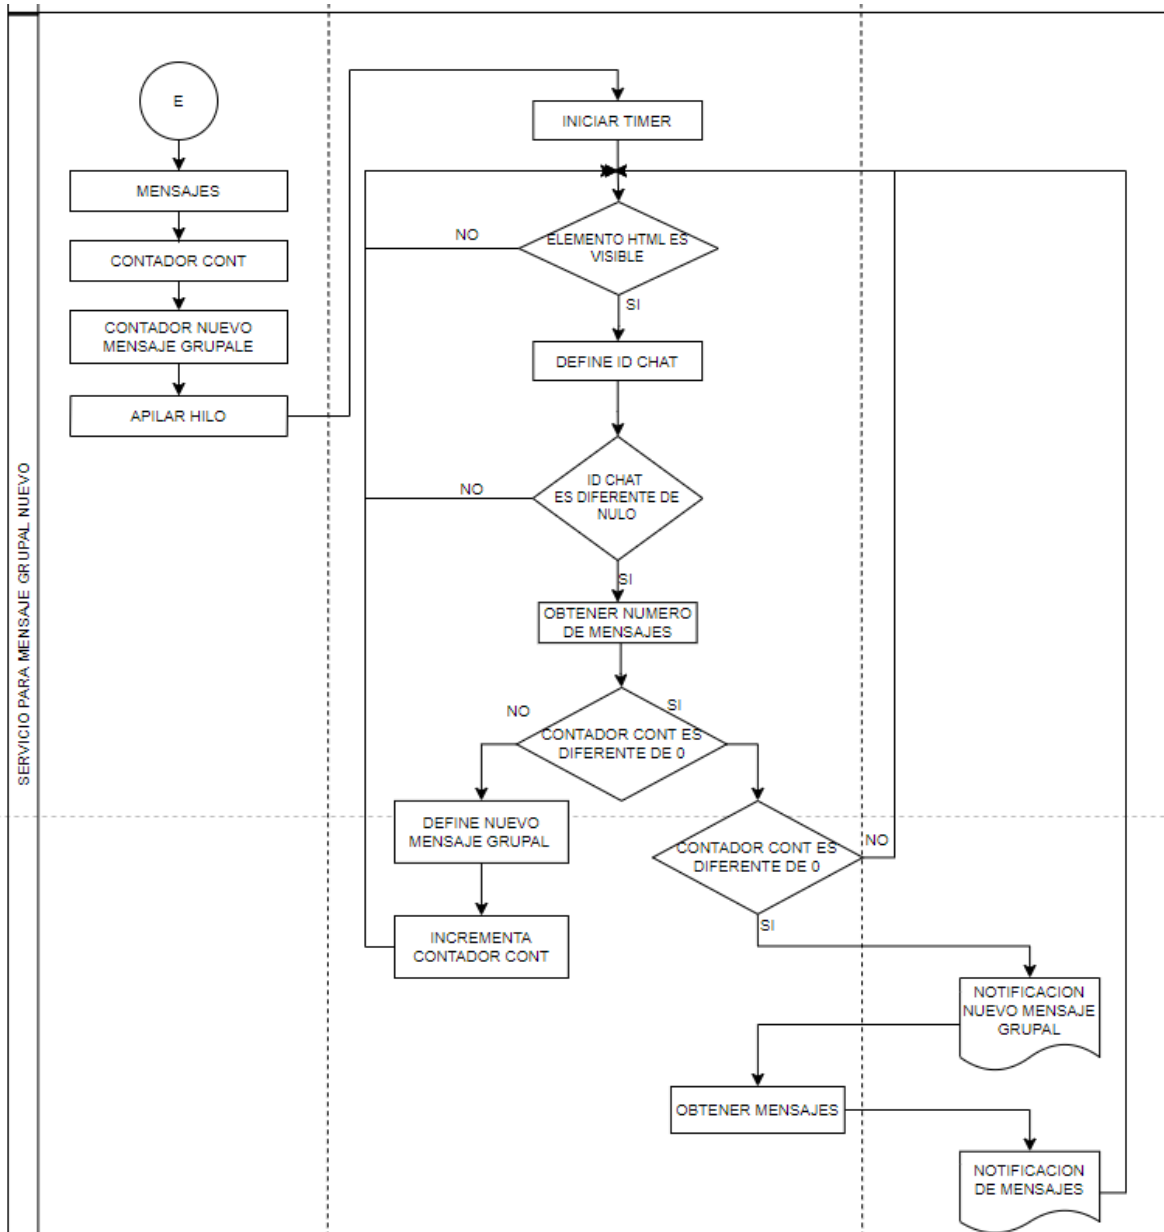 SERVICIO PARA MENSAJE GRUPAL NUEVO
E
MENSAJES
CONTADOR CONT
CONTADOR NUEVO
MENSAJE GRUPALE
APILAR HILO
INICIAR TIMER
ELEMENTO HTML ES
VISIBLE
NO
SI
DEFINE ID CHAT
ID CHAT
ES DIFERENTE DE
NULO
NO
SI
OBTENER NUMERO
DE MENSAJES
CONTADOR CONT ES
DIFERENTE DE 0
NO
SI
DEFINE NUEVO
MENSAJE GRUPAL
INCREMENTA
CONTADOR CONT
CONTADOR CONT ES
DIFERENTE DE 0
NO
SI
NOTIFICACION
NUEVO MENSAJE
GRUPAL
OBTENER MENSAJES
NOTIFICACION
DE MENSAJES